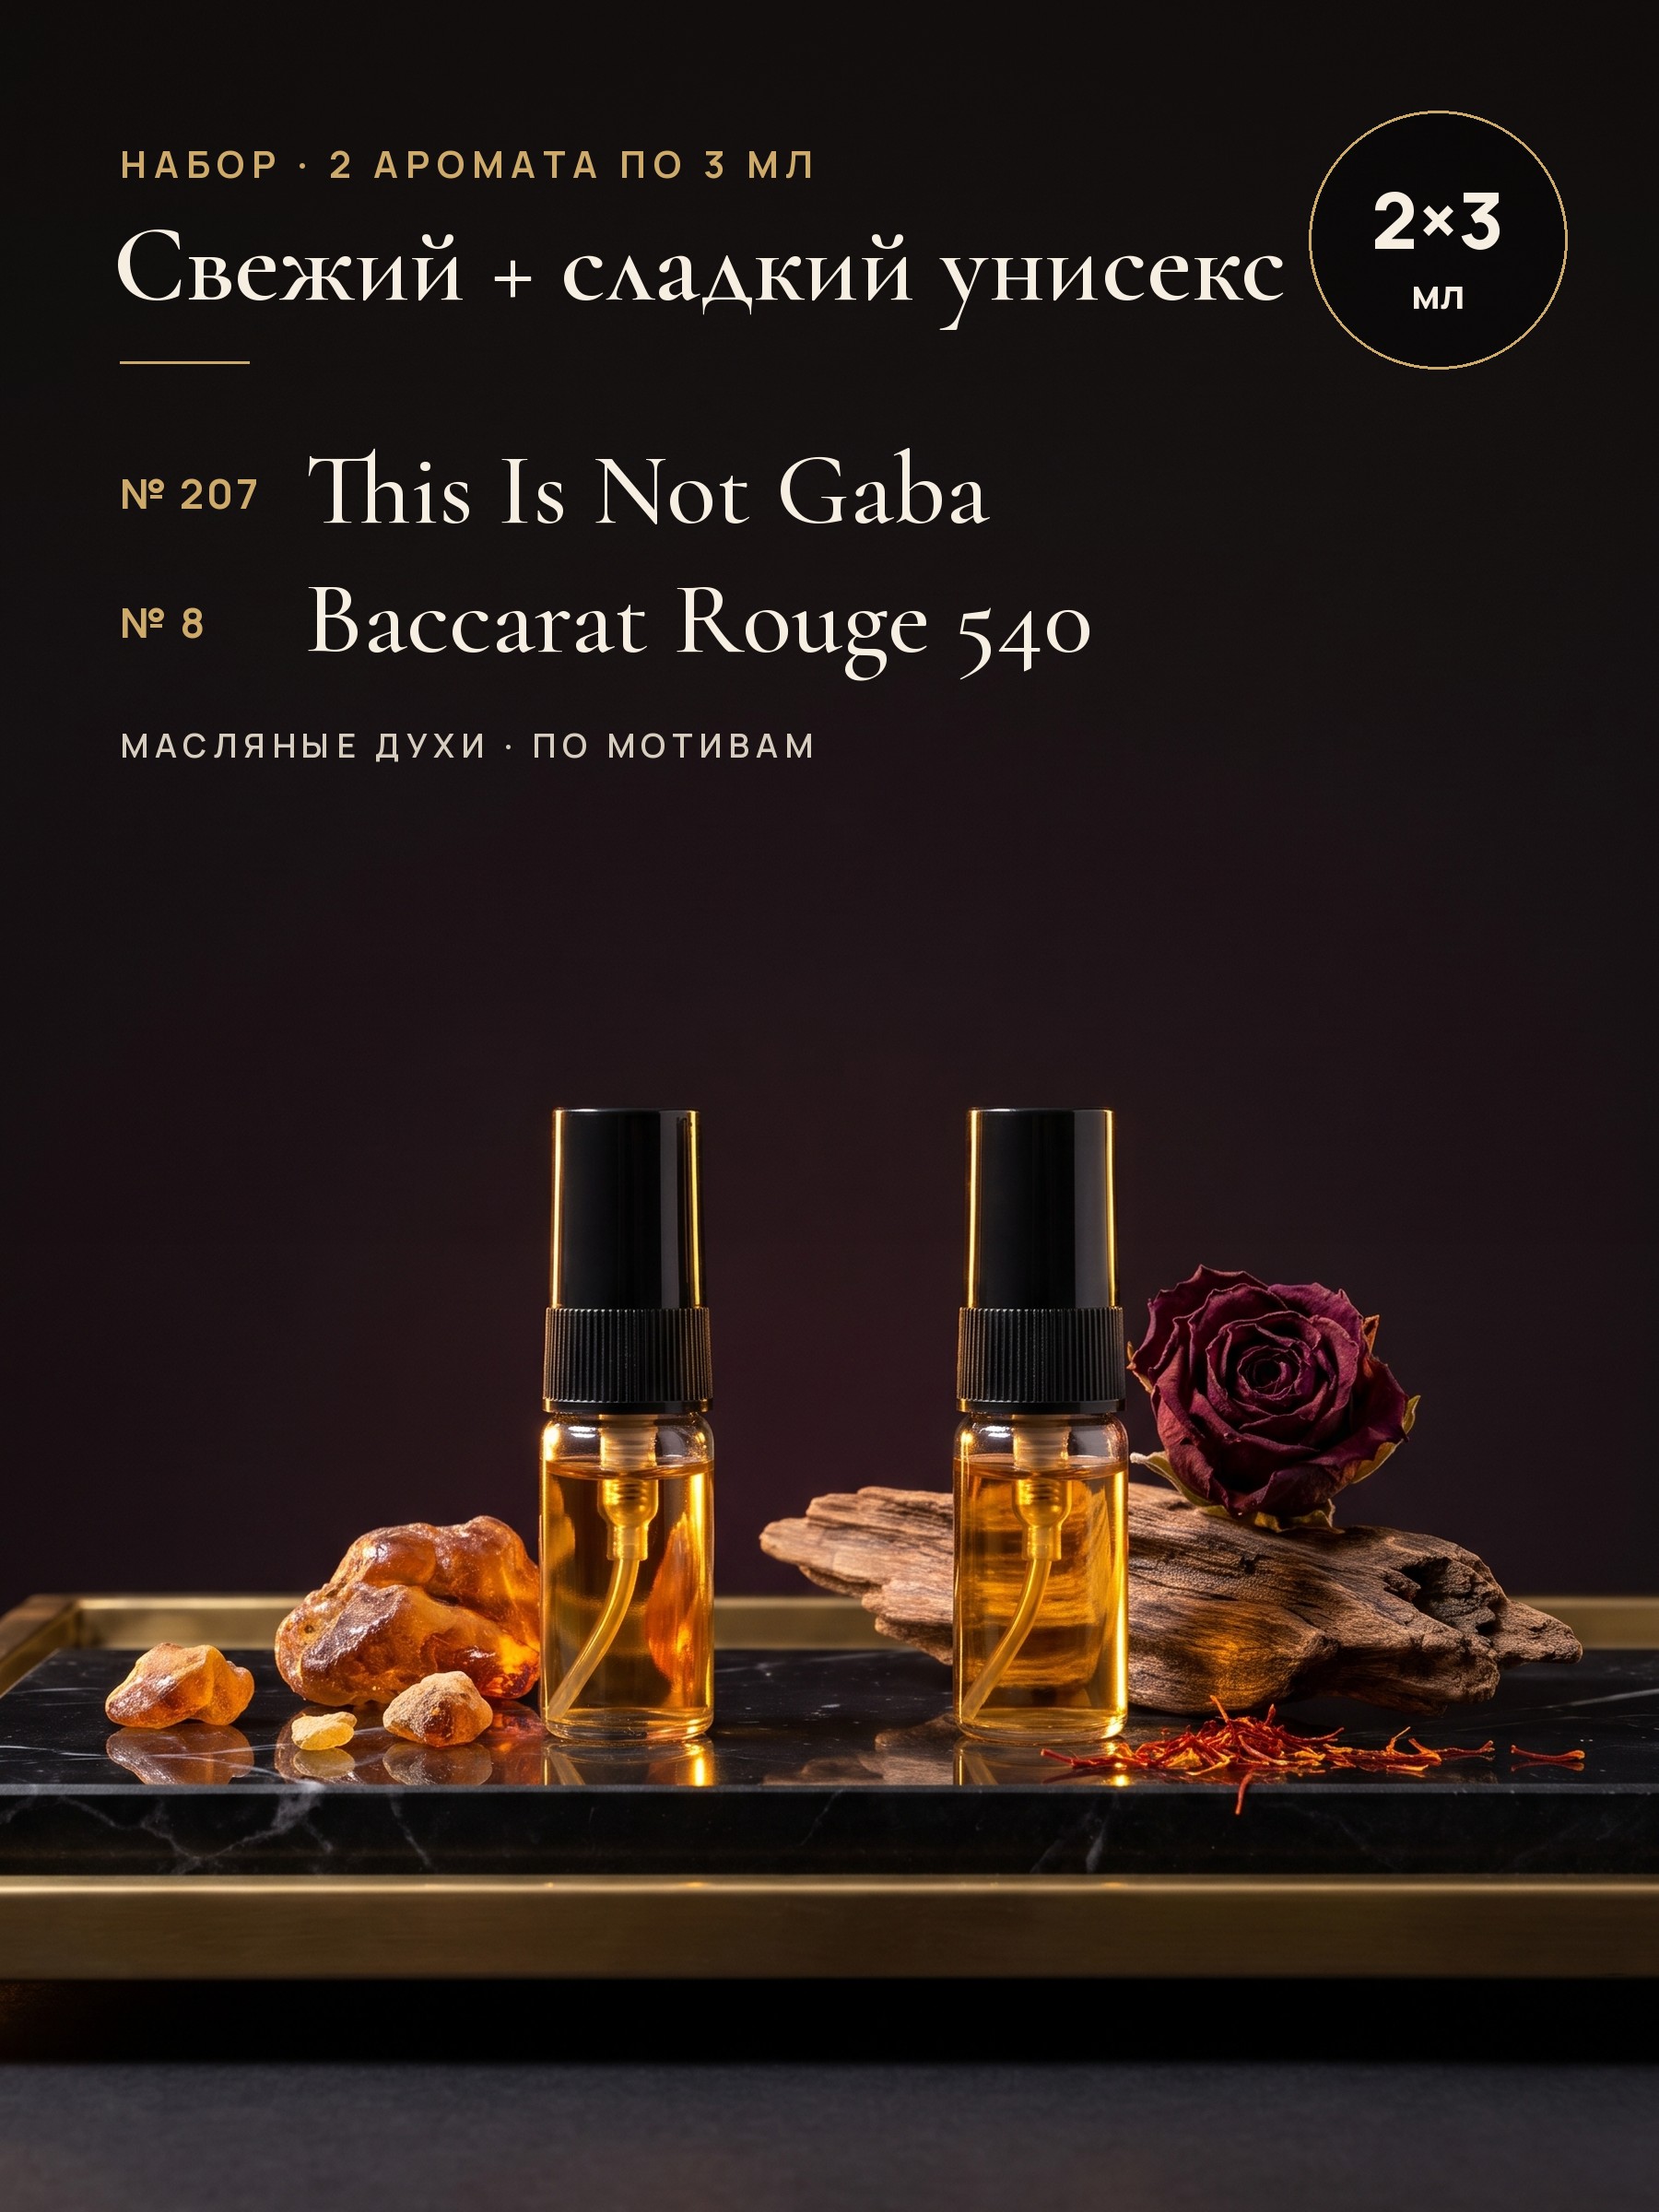 НАБОР · 2 АРОМАТА ПО 3 МЛ
Свежий + сладкий унисекс
2×3
мл
№ 207 This Is Not Gaba
№ 8 Baccarat Rouge 540
МАСЛЯНЫЕ ДУХИ · ПО МОТИВАМ